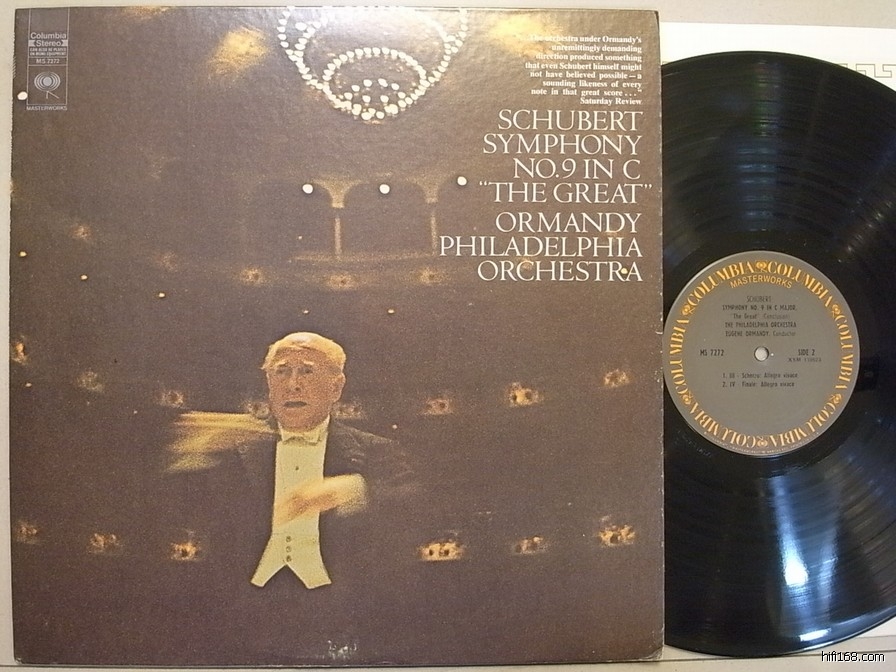 Columbia
Stereo
MS 7272
MASTERWORKS
"The orchestra under Ormandy's
unremittingly demanding
direction produced something
that even Schubert himself might
not have believed possible—a
sounding likeness of every
note in that great score . . ."
Saturday Review
SCHUBERT
SYMPHONY
NO.9 IN C
"THE GREAT"
ORMANDY
PHILADELPHIA
ORCHESTRA
COLUMBIA COLUMBIA COLUMBIA COLUMBIA COLUMBIA COLUMBIA
MASTERWORKS
SCHUBERT
SYMPHONY NO. 9 IN C MAJOR,
"The Great" (Conclusion)
THE PHILADELPHIA ORCHESTRA
EUGENE ORMANDY, Conductor
MS 7272
SIDE 2
1. III - Scherzo: Allegro vivace
2. IV - Finale: Allegro vivace
hifi168.com